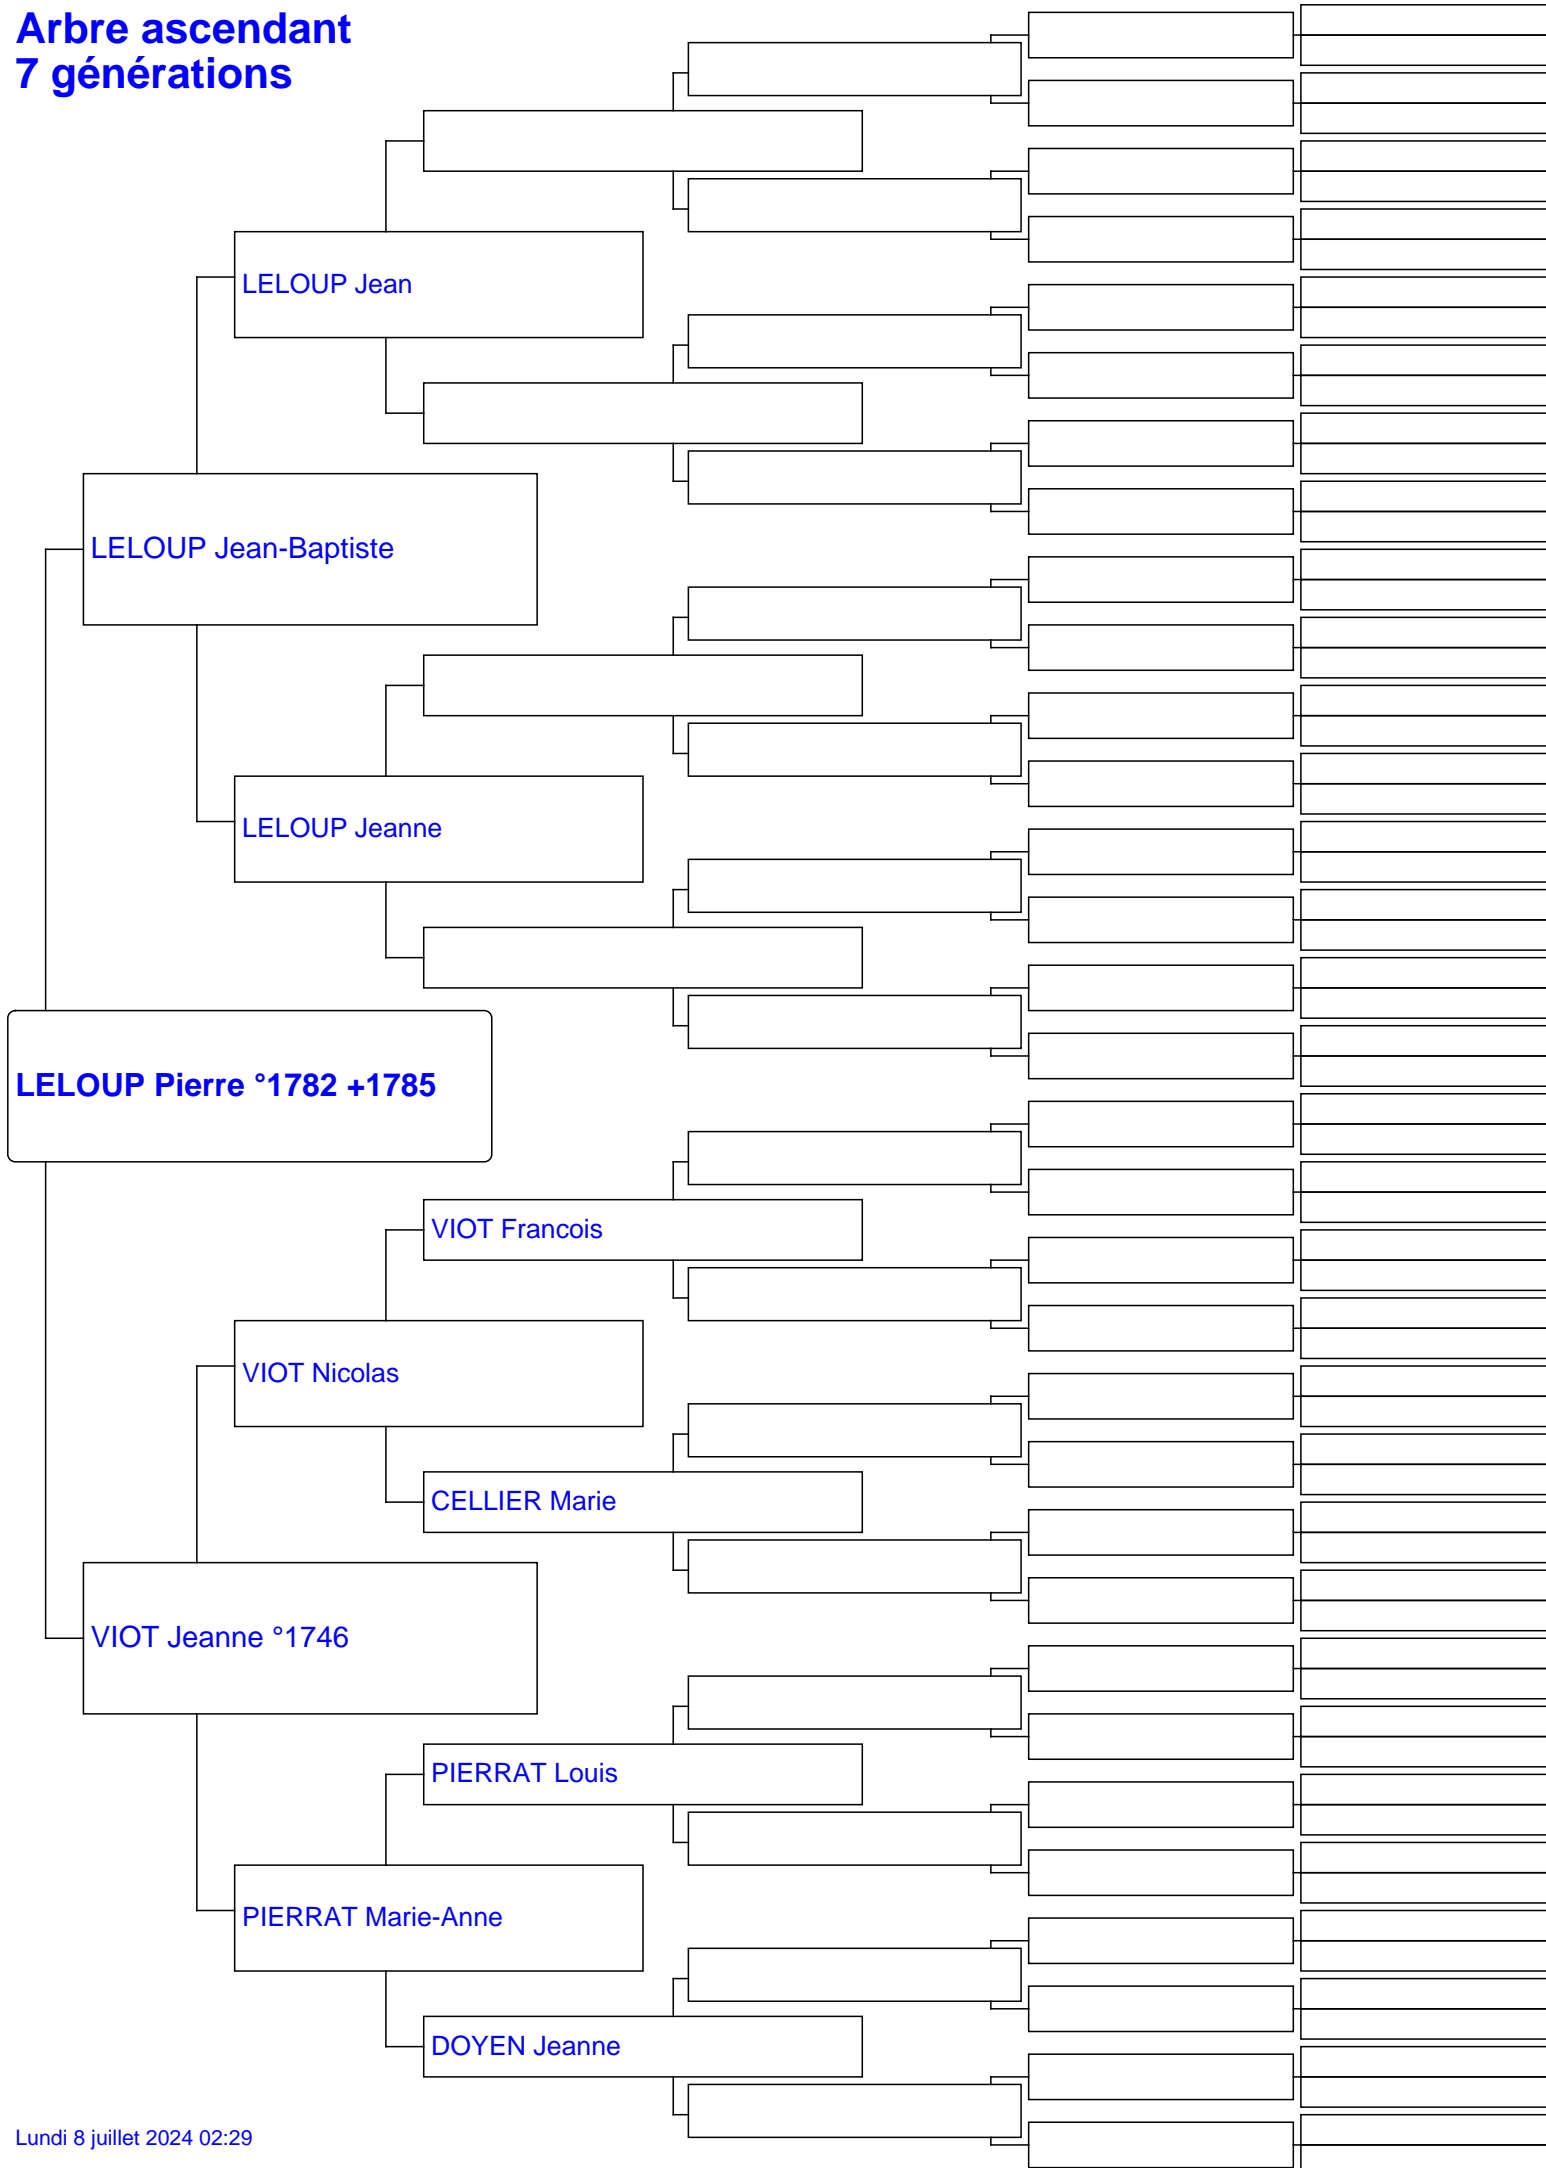 Arbre ascendant
7 générations
LELOUP Jean
LELOUP Jean-Baptiste
LELOUP Jeanne
LELOUP Pierre °1782 +1785
VIOT Francois
VIOT Nicolas
CELLIER Marie
VIOT Jeanne °1746
PIERRAT Louis
PIERRAT Marie-Anne
DOYEN Jeanne
Lundi 8 juillet 2024 02:29